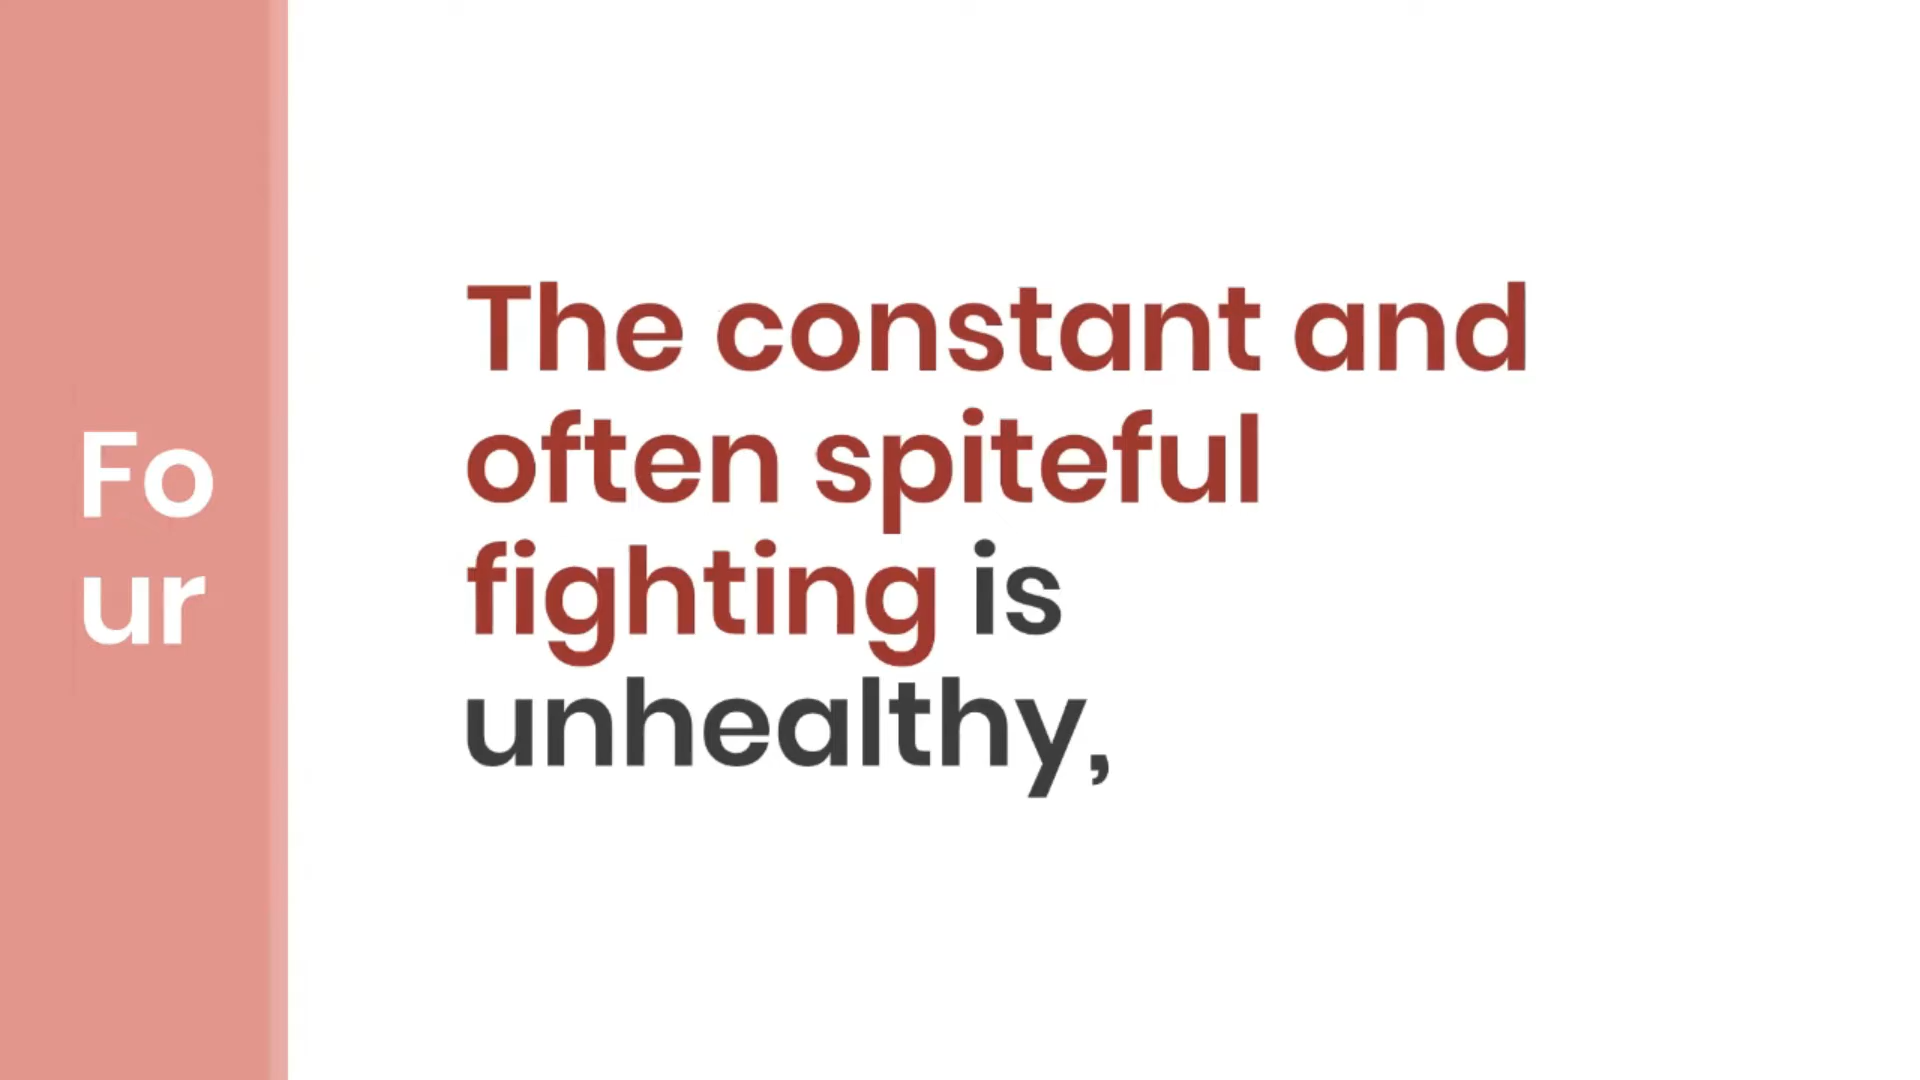 Fo
ur
The constant and
often spiteful
fighting is
unhealthy,